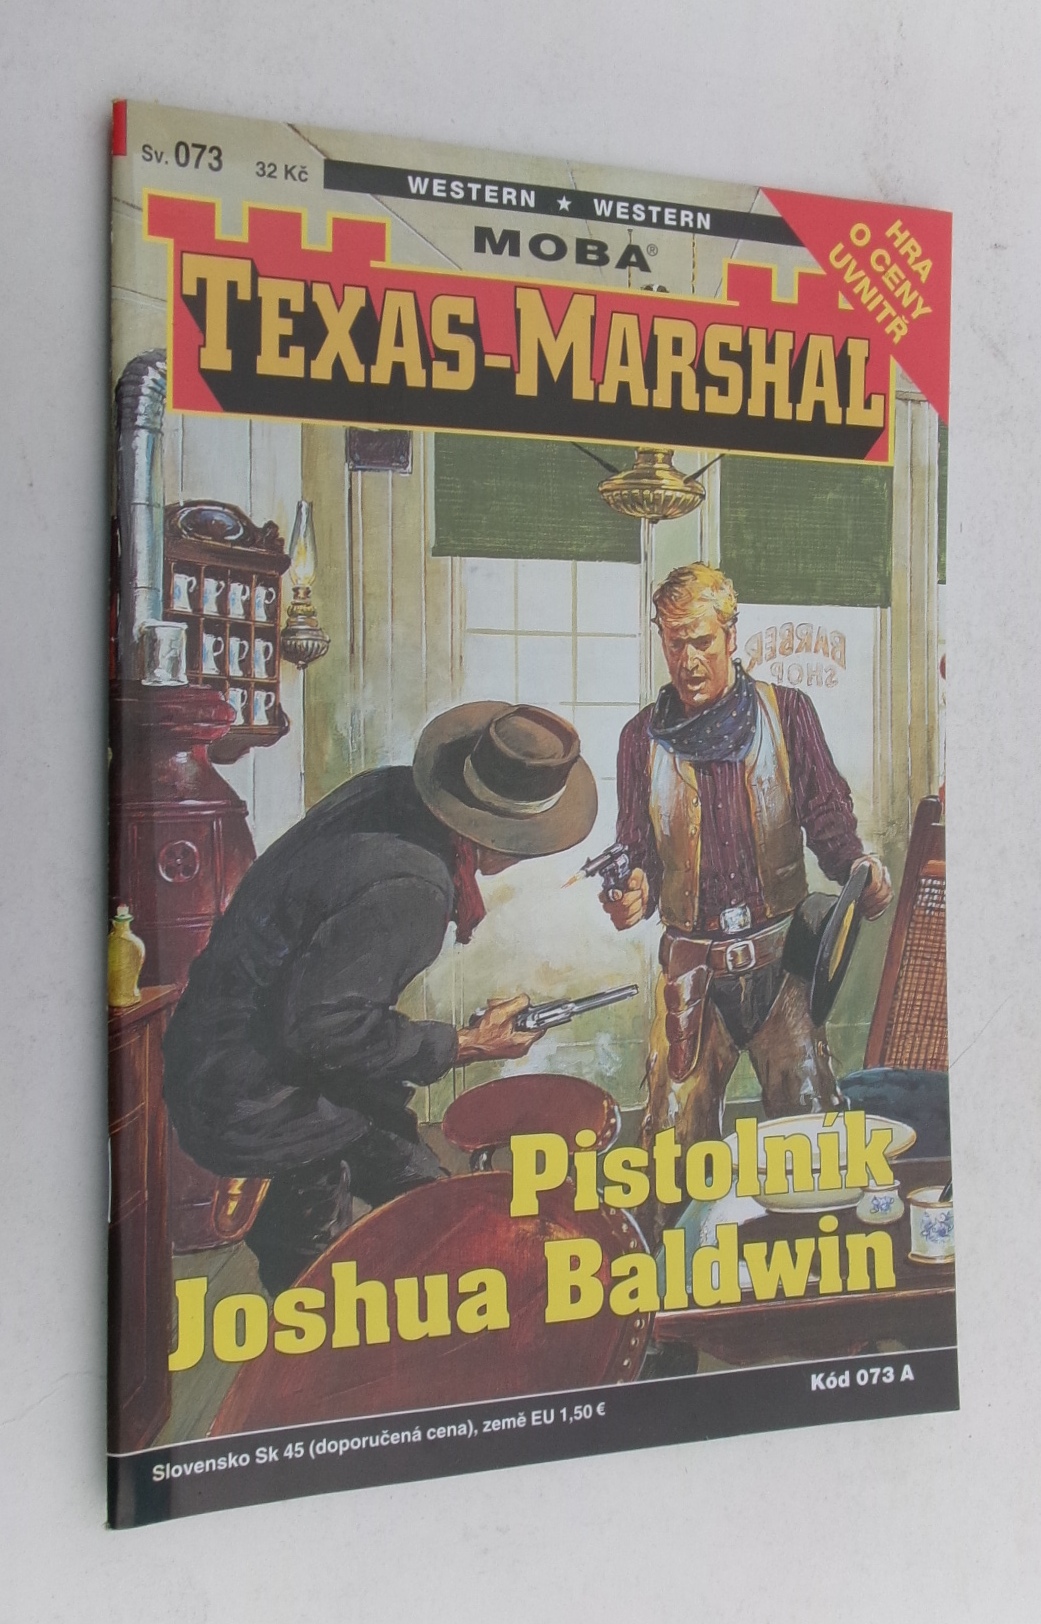 Sv. 073 32 Kč
WESTERN ★ WESTERN
HRA
O CENY
UVNITŘ
MOBA®
TEXAS-MARSHAL
BARBER
SHOP
Pistolník
Joshua Baldwin
Kód 073 A
Slovensko Sk 45 (doporučená cena), země EU 1,50 €